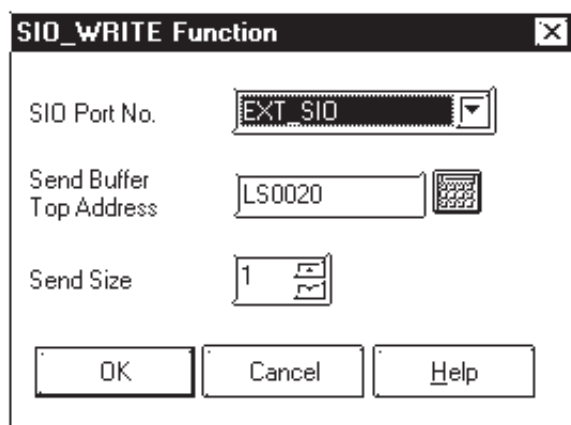 SIO_WRITE Function
SIO Port No.
EXT_SIO
Send Buffer
Top Address
LS0020
Send Size
1
OK
Cancel
Help